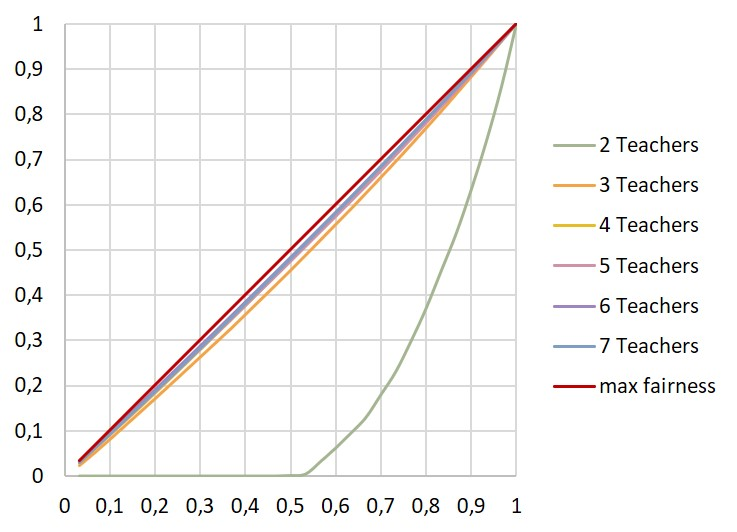 1
0,9
0,8
0,7
0,6
0,5
0,4
0,3
0,2
0,1
0
0 0,1 0,2 0,3 0,4 0,5 0,6 0,7 0,8 0,9 1
2 Teachers
3 Teachers
4 Teachers
5 Teachers
6 Teachers
7 Teachers
max fairness